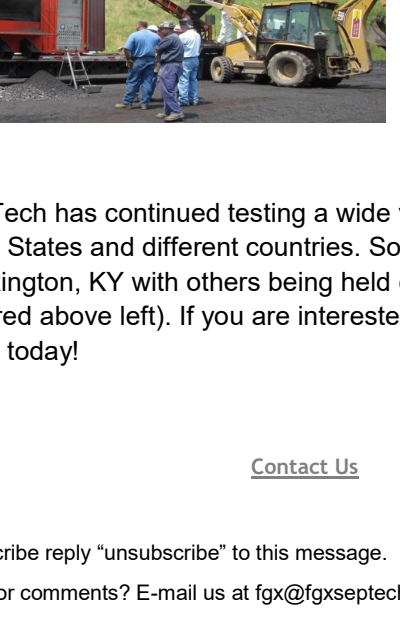 Tech has continued testing a wide
States and different countries. So
ington, KY with others being held
red above left). If you are intereste
today!
Contact Us
cribe reply “unsubscribe” to this message.
or comments? E-mail us at fgx@fgxseptech